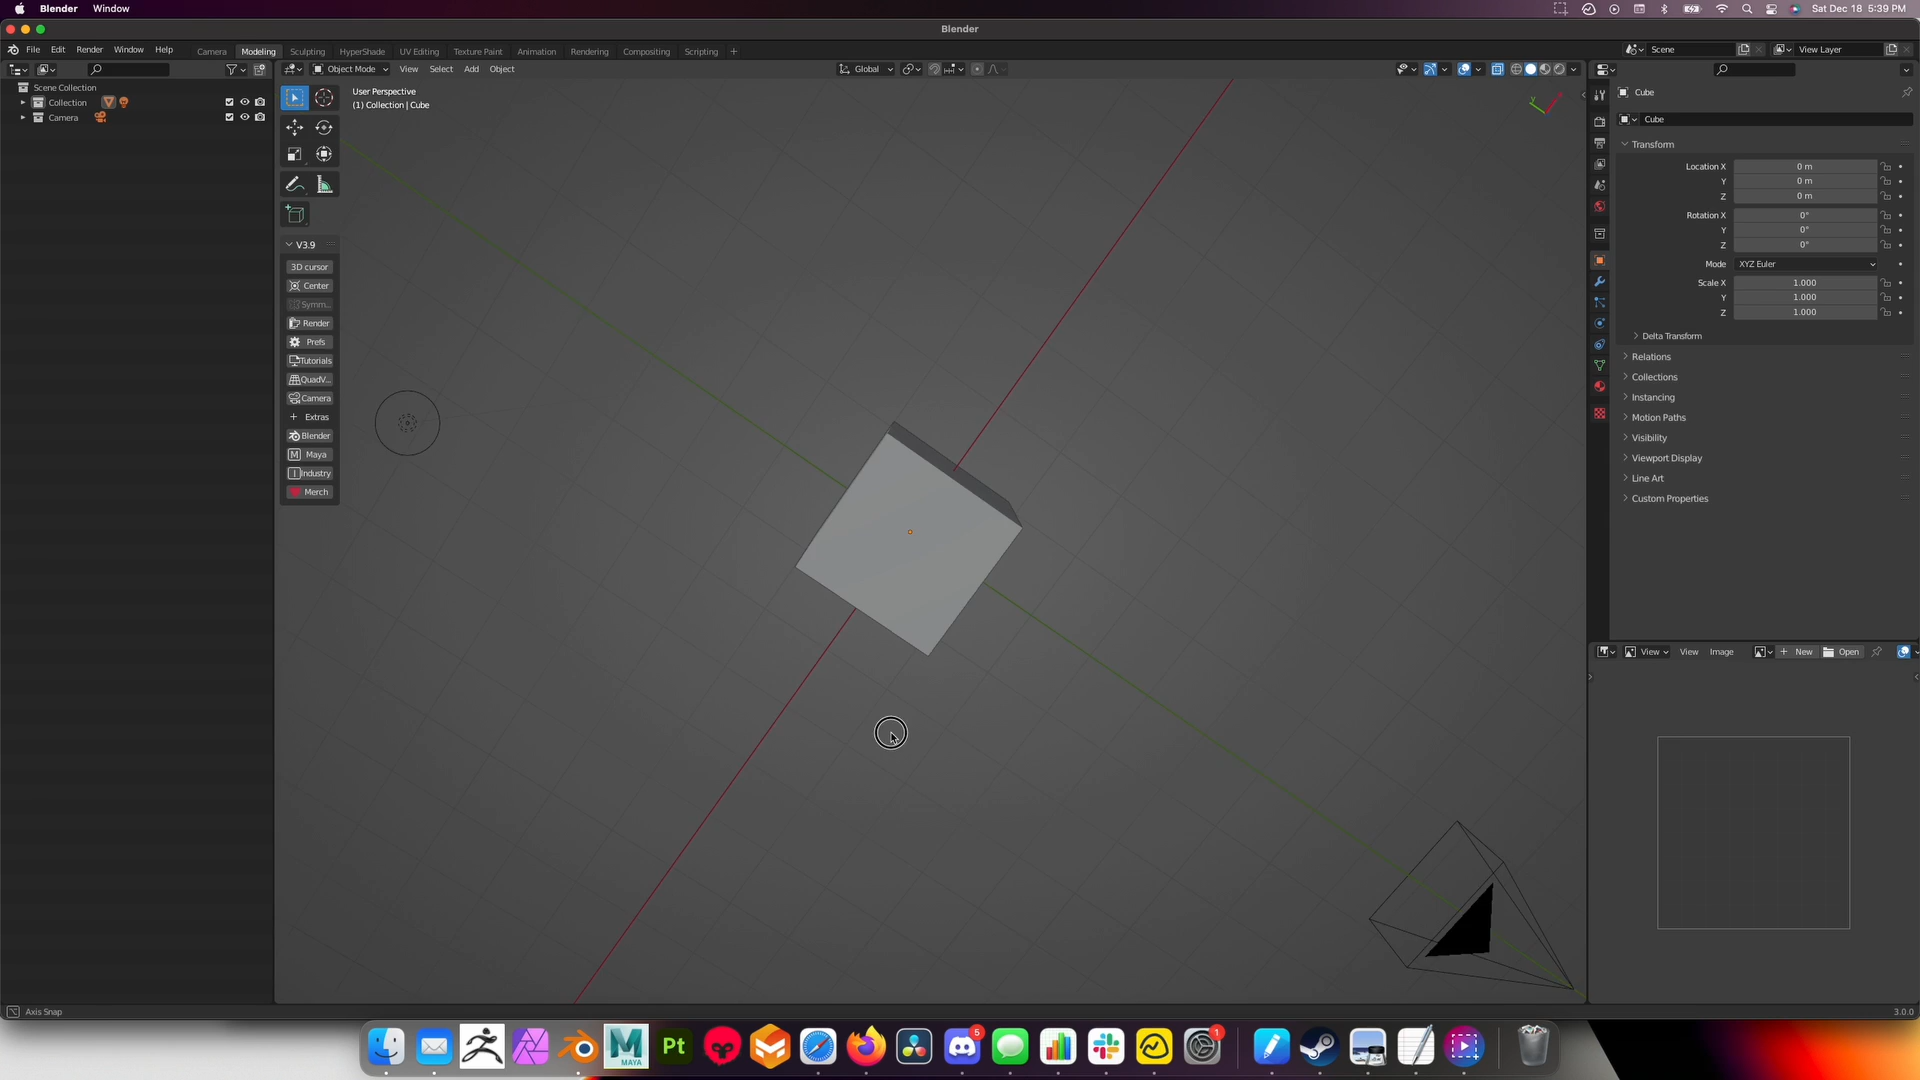 Blender Window Sat Dec 18 5:39 PM
Blender
File Edit Render Window Help Camera Modeling Sculpting HyperShade UV Editing Texture Paint Animation Rendering Compositing Scripting + Scene View Layer
Object Mode View Select Add Object Global
Scene Collection
Collection
Camera
User Perspective
(1) Collection | Cube
V3.9
3D cursor
Center
Symm...
Render
Prefs
Tutorials
QuadV...
Camera
Extras
Blender
M Maya
I Industry
Merch
Y
Cube
Cube
Transform
Location X 0 m
Y 0 m
Z 0 m
Rotation X 0°
Y 0°
Z 0°
Mode XYZ Euler
Scale X 1.000
Y 1.000
Z 1.000
Delta Transform
Relations
Collections
Instancing
Motion Paths
Visibility
Viewport Display
Line Art
Custom Properties
View View Image New Open
Axis Snap 3.0.0
MAYA
Pt
5
1